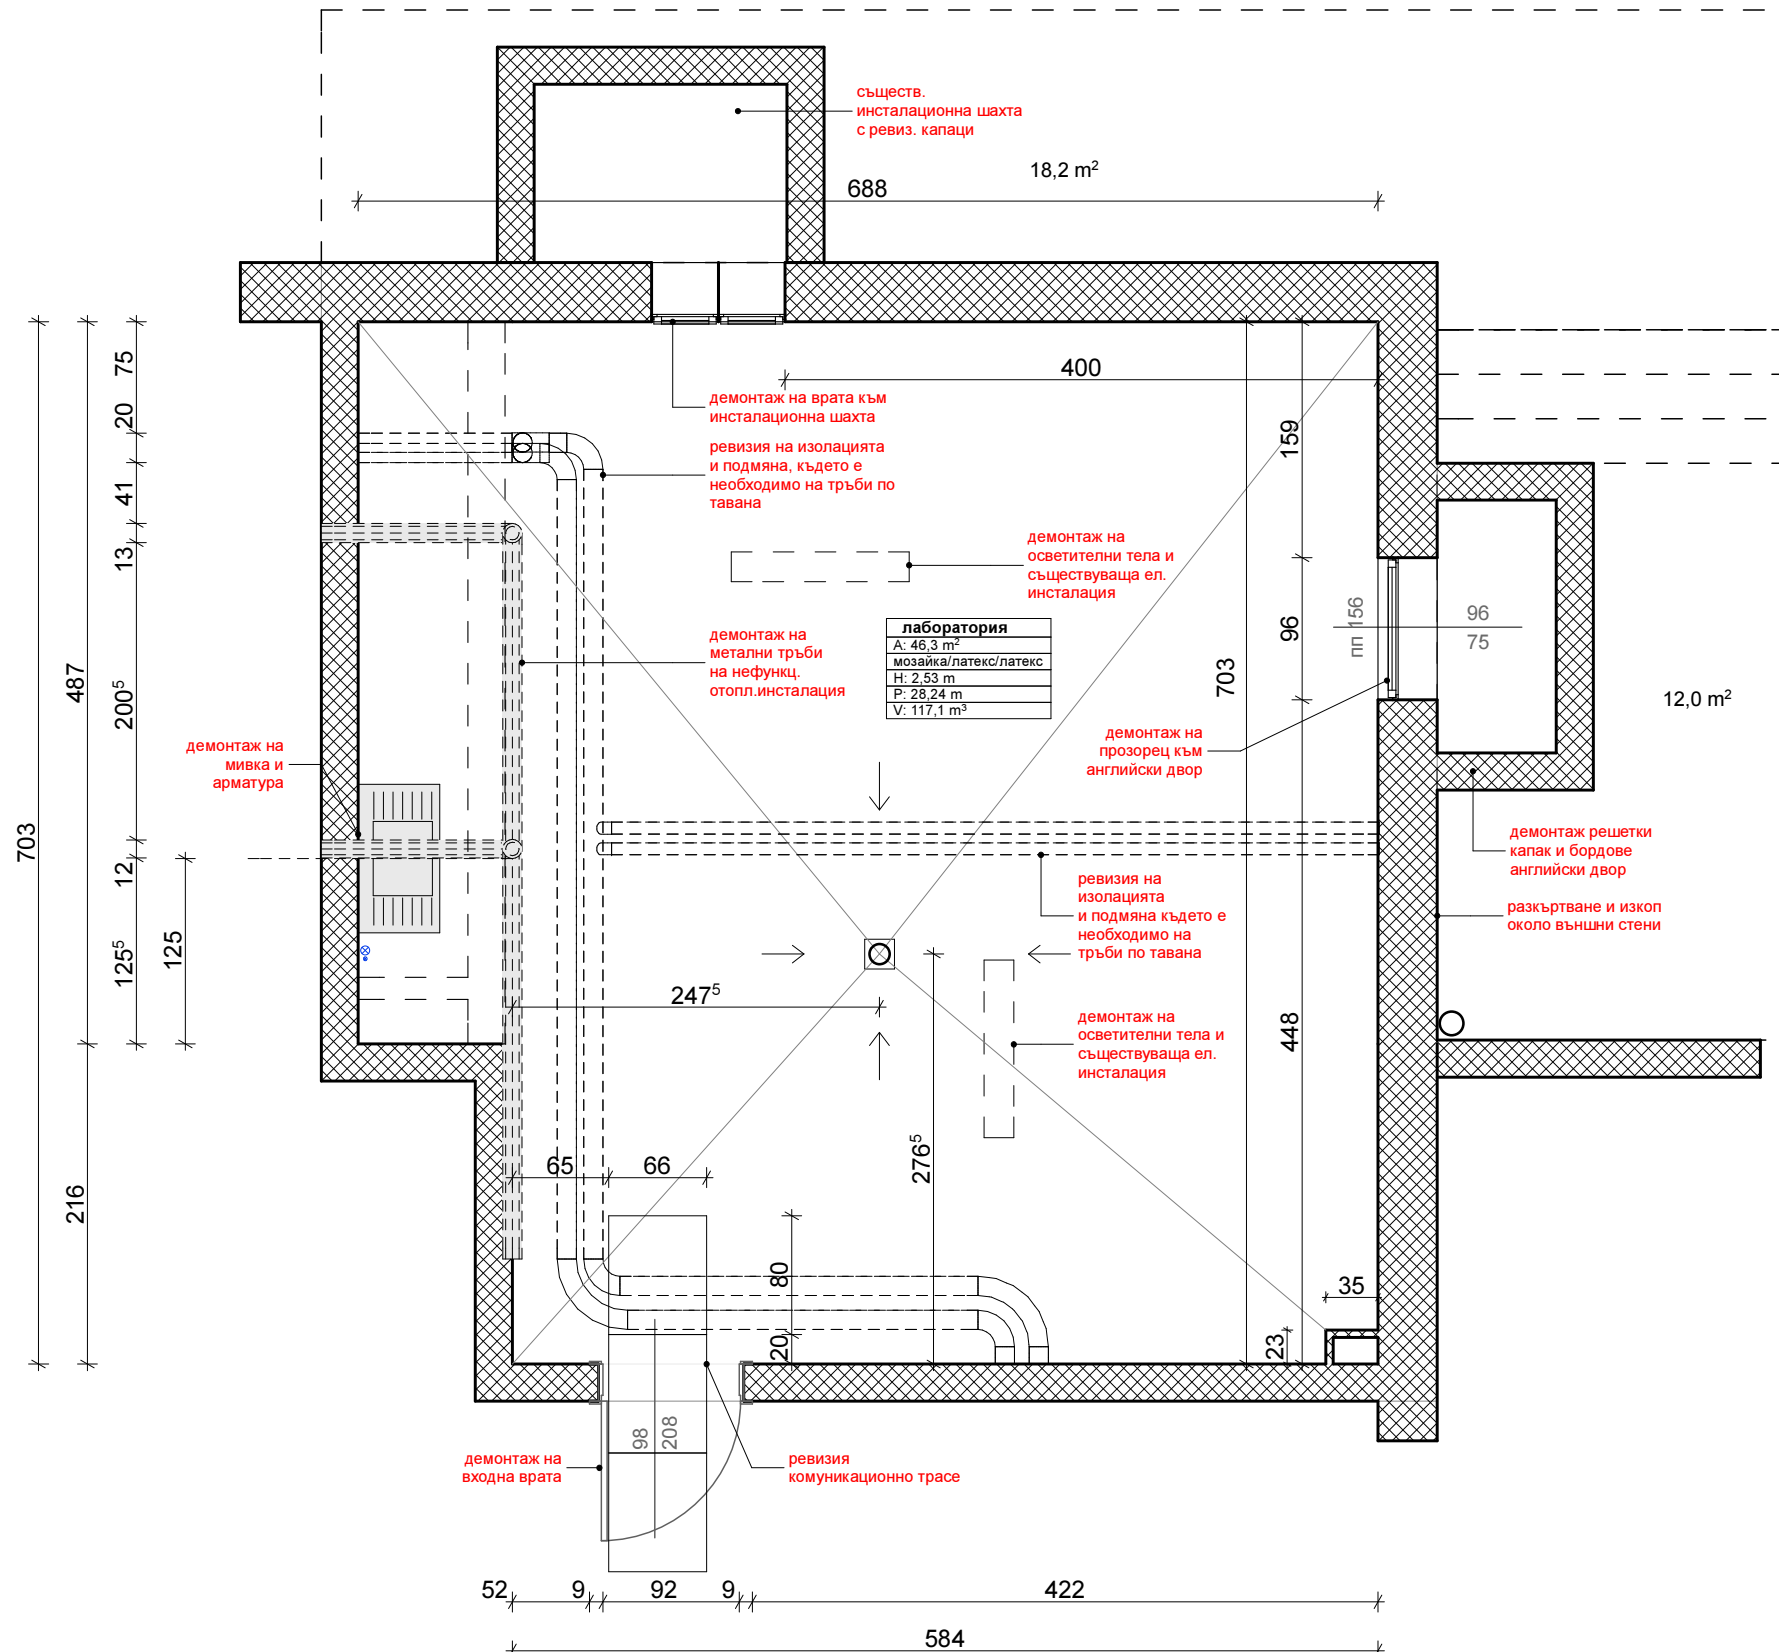 съществ.
инсталационна шахта
с ревиз. капаци
18,2 m²
688
400
демонтаж на врата към
инсталационна шахта
ревизия на изолацията
и подмяна, където е
необходимо на тръби по
тавана
демонтаж на
осветителни тела и
съществуваща ел.
инсталация
демонтаж на
метални тръби
на нефункц.
отопл.инсталация
лаборатория
A: 46,3 m²
мозайка/латекс/латекс
H: 2,53 m
P: 28,24 m
V: 117,1 m³
703
159
96
448
пп 156
96
75
12,0 m²
демонтаж на
прозорец към
английски двор
демонтаж на
мивка и
арматура
703
487
216
75
20
41
13
200⁵
12
125⁵
125
демонтаж решетки
капак и бордове
английски двор
разкъртване и изкоп
около външни стени
ревизия на
изолацията
и подмяна където е
необходимо на
тръби по тавана
247⁵
276⁵
демонтаж на
осветителни тела и
съществуваща ел.
инсталация
65
66
80
20
35
23
98
208
демонтаж на
входна врата
ревизия
комуникационно трасе
52
9
92
9
422
584